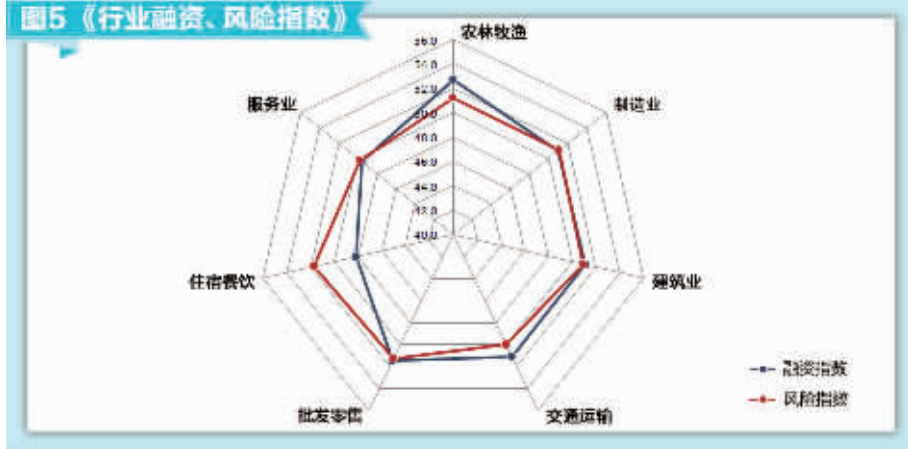 图5《行业融资、风险指数》
农林牧渔
56.0
54.0
52.0
50.0
48.0
46.0
44.0
42.0
40.0
服务业
制造业
住宿餐饮
建筑业
批发零售
交通运输
融资指数
风险指数